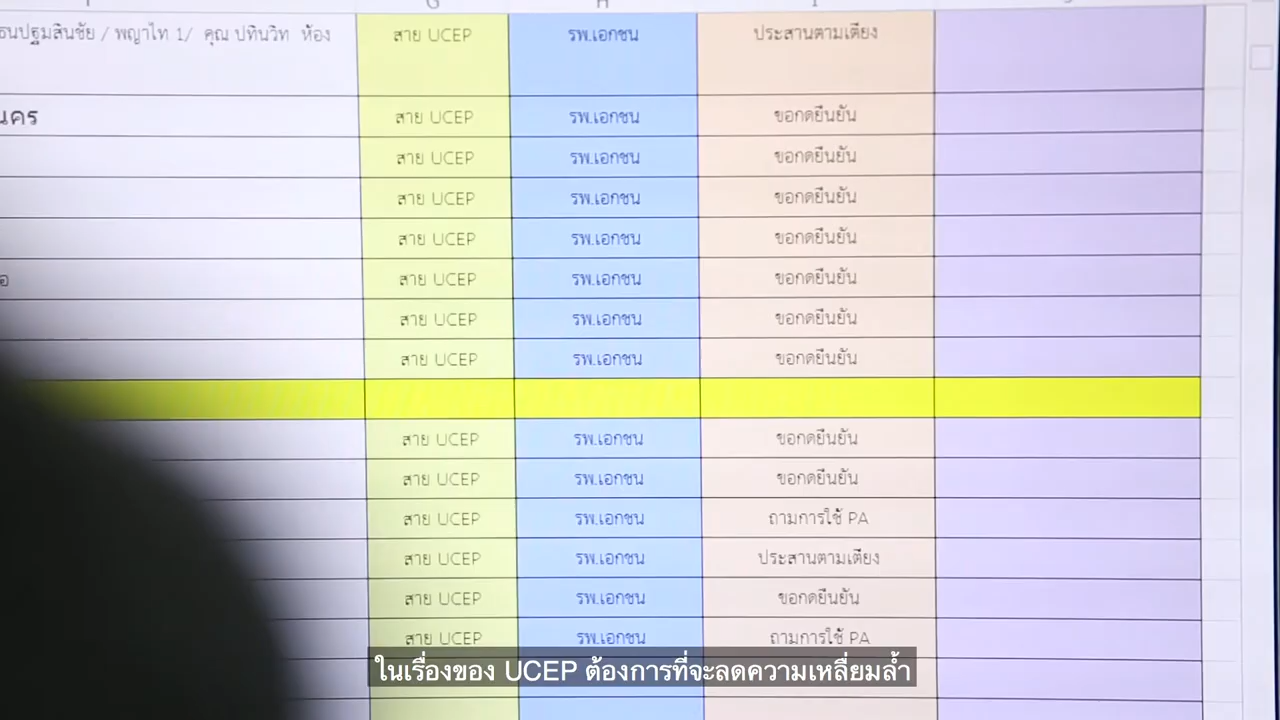 G H I
ธนปฐมสินชัย / พญาไท 1/ คุณ ปทินวิท ห้อง สาย UCEP รพ.เอกชน ประสานตามเตียง
นคร สาย UCEP รพ.เอกชน ขอกดยืนยัน
สาย UCEP รพ.เอกชน ขอกดยืนยัน
สาย UCEP รพ.เอกชน ขอกดยืนยัน
สาย UCEP รพ.เอกชน ขอกดยืนยัน
อ สาย UCEP รพ.เอกชน ขอกดยืนยัน
สาย UCEP รพ.เอกชน ขอกดยืนยัน
สาย UCEP รพ.เอกชน ขอกดยืนยัน
สาย UCEP รพ.เอกชน ขอกดยืนยัน
สาย UCEP รพ.เอกชน ขอกดยืนยัน
สาย UCEP รพ.เอกชน ถามการใช้ PA
สาย UCEP รพ.เอกชน ประสานตามเตียง
สาย UCEP รพ.เอกชน ขอกดยืนยัน
สาย UCEP รพ.เอกชน ถามการใช้ PA
ในเรื่องของ UCEP ต้องการที่จะลดความเหลื่อมล้ำ